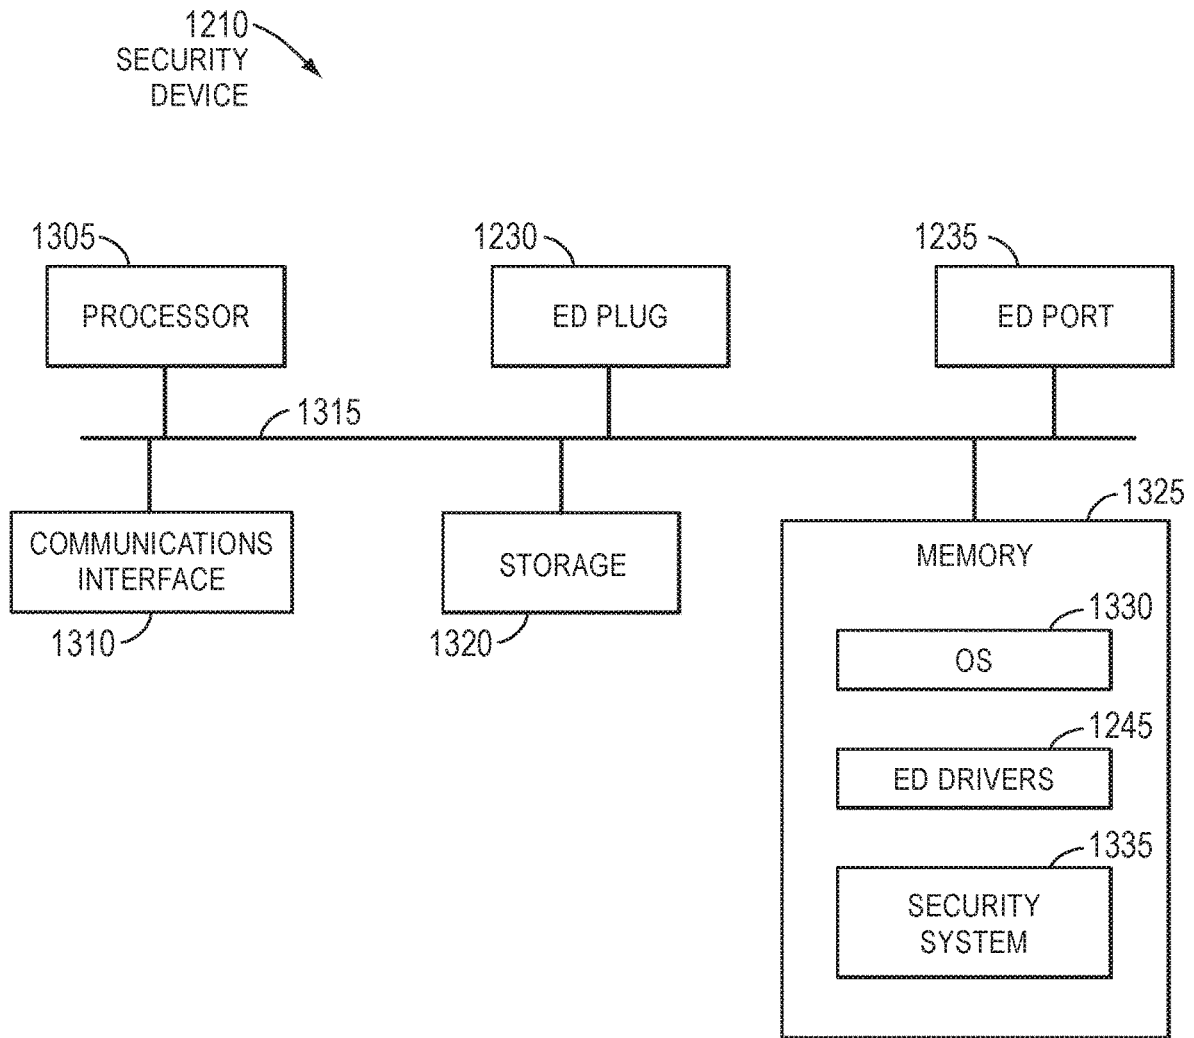 1210
SECURITY
DEVICE
1305
1230
1235
PROCESSOR
ED PLUG
ED PORT
1315
1325
COMMUNICATIONS
INTERFACE
STORAGE
MEMORY
1310
1320
1330
OS
1245
ED DRIVERS
1335
SECURITY
SYSTEM